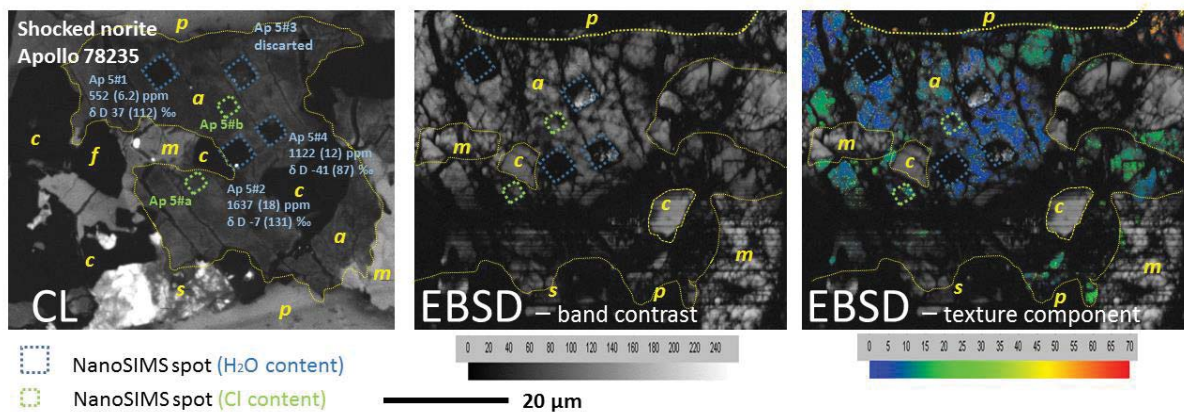 Shocked norite
Apollo 78235
p
Ap 5#3
discarted
Ap 5#1
552 (6.2) ppm
δ D 37 (112) ‰
a
Ap 5#b
c
f
m
c
Ap 5#4
1122 (12) ppm
δ D -41 (87) ‰
Ap 5#2
1637 (18) ppm
δ D -7 (131) ‰
c
Ap 5#a
a
c
m
s
p
CL
p
a
m
c
c
m
s
p
EBSD – band contrast
p
a
m
c
c
m
s
p
EBSD – texture component
0 20 40 60 80 100 120 140 160 180 200 220 240
0 5 10 15 20 25 30 35 40 45 50 55 60 65 70
NanoSIMS spot (H₂O content)
NanoSIMS spot (Cl content)
20 µm